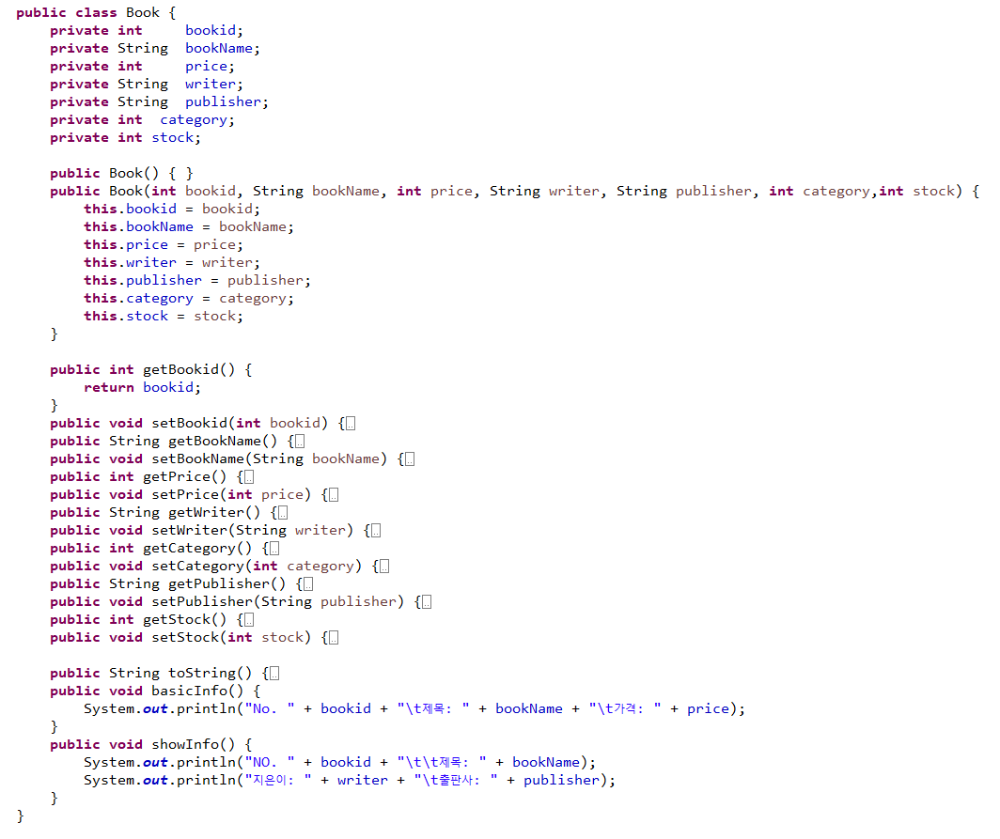 public class Book {
private int bookid;
private String bookName;
private int price;
private String writer;
private String publisher;
private int category;
private int stock;
public Book() { }
public Book(int bookid, String bookName, int price, String writer, String publisher, int category,int stock) {
this.bookid = bookid;
this.bookName = bookName;
this.price = price;
this.writer = writer;
this.publisher = publisher;
this.category = category;
this.stock = stock;
}
public int getBookid() {
return bookid;
}
public void setBookid(int bookid) {
public String getBookName() {
public void setBookName(String bookName) {
public int getPrice() {
public void setPrice(int price) {
public String getWriter() {
public void setWriter(String writer) {
public int getCategory() {
public void setCategory(int category) {
public String getPublisher() {
public void setPublisher(String publisher) {
public int getStock() {
public void setStock(int stock) {
public String toString() {
public void basicInfo() {
System.out.println("No. " + bookid + "\t제목: " + bookName + "\t가격: " + price);
}
public void showInfo() {
System.out.println("NO. " + bookid + "\t\t제목: " + bookName);
System.out.println("지은이: " + writer + "\t출판사: " + publisher);
}
}